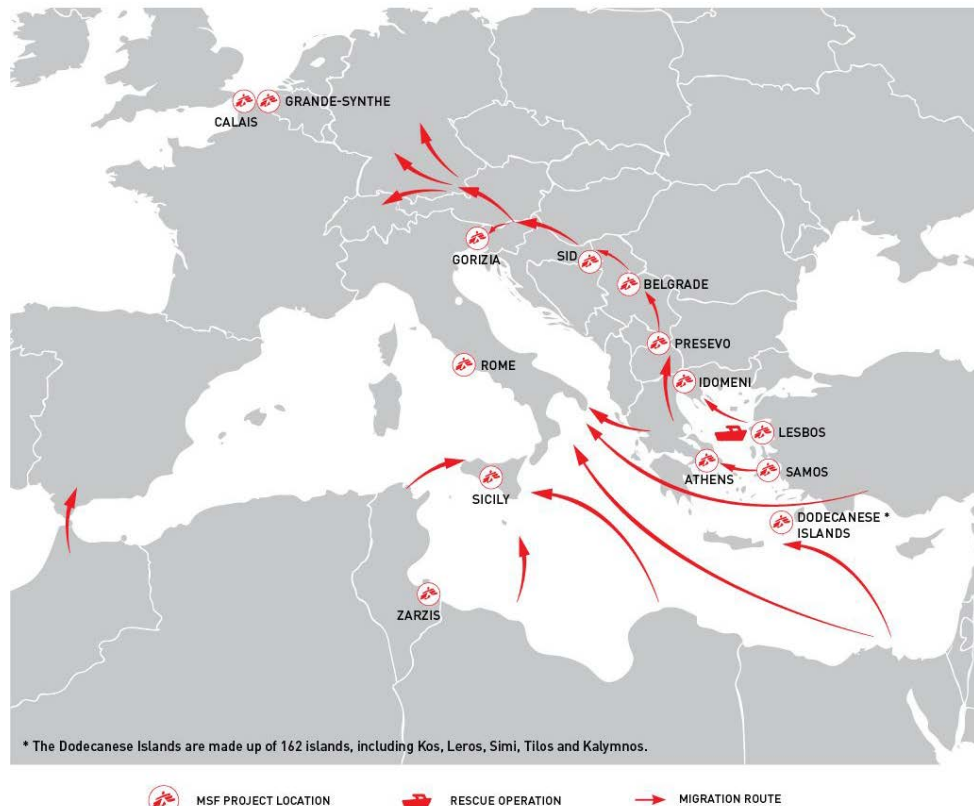 GRANDE-SYNTHE
CALAIS
GORIZIA
SID
BELGRADE
PRESEVO
ROME
IDOMENI
LESBOS
ATHENS
SAMOS
SICILY
DODECANESE *
ISLANDS
ZARZIS
* The Dodecanese Islands are made up of 162 islands, including Kos, Leros, Simi, Tilos and Kalymnos.
MSF PROJECT LOCATION
RESCUE OPERATION
MIGRATION ROUTE